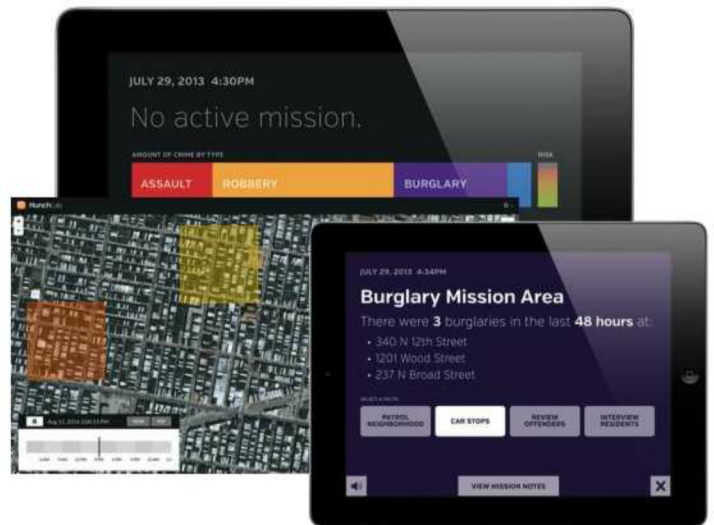 JULY 29, 2013 4:30PM
No active mission.
AMOUNT OF CRIME BY TYPE
RISK
ASSAULT ROBBERY BURGLARY
HunchLab
JULY 29, 2013 4:34PM
Burglary Mission Area
There were 3 burglaries in the last 48 hours at:
• 340 N 12th Street
• 1201 Wood Street
• 237 N Broad Street
SELECT A TACTIC
PATROL NEIGHBORHOOD
CAR STOPS
REVIEW OFFENDERS
INTERVIEW RESIDENTS
VIEW MISSION NOTES
X